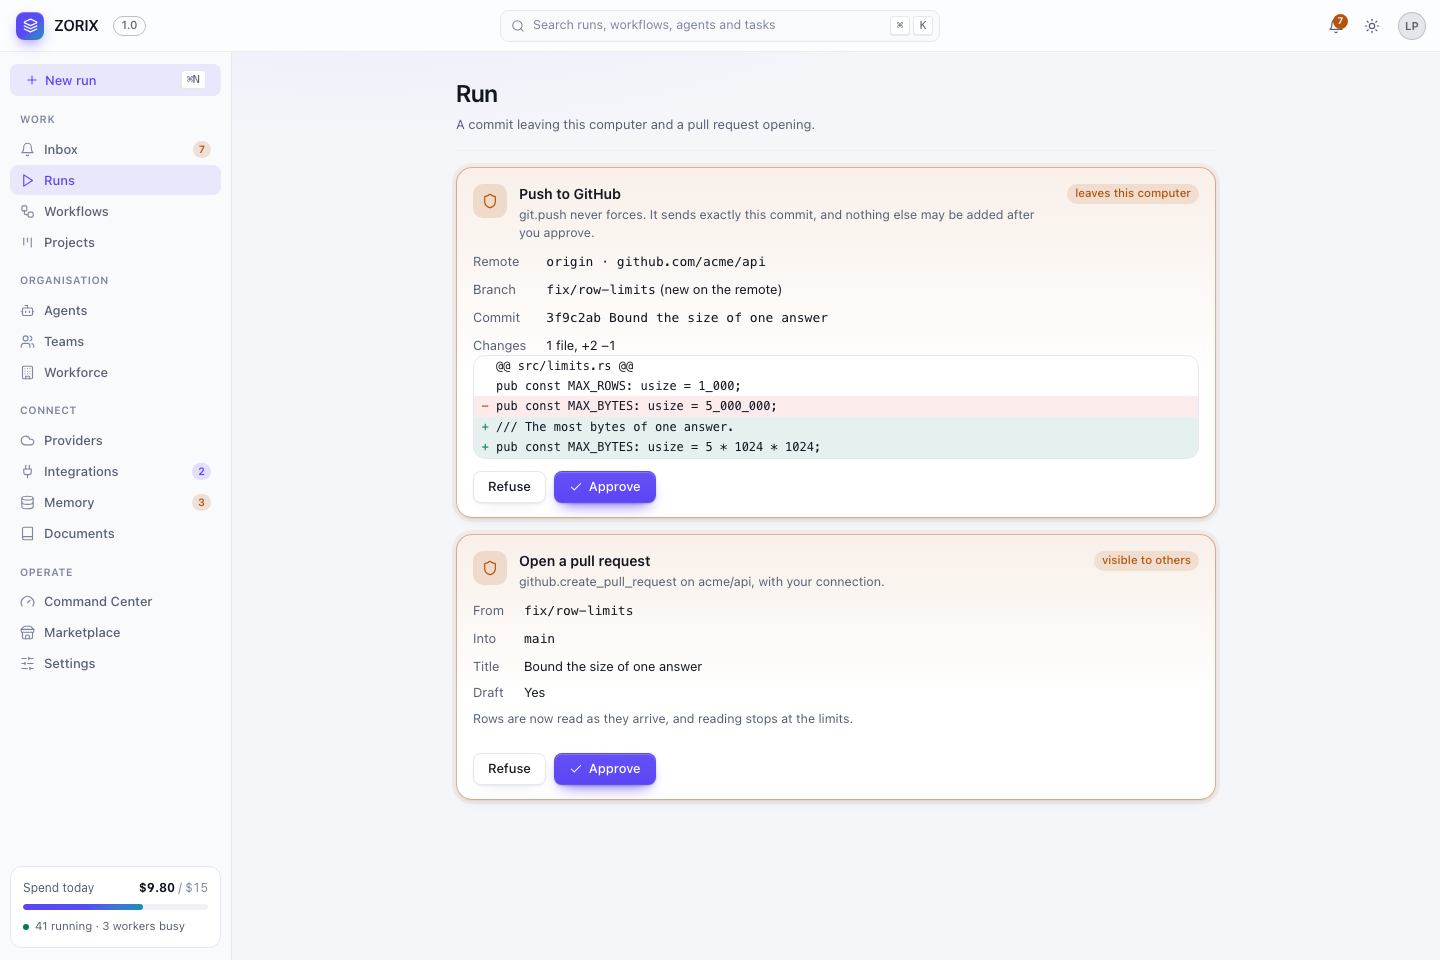 ZORIX 1.0
Search runs, workflows, agents and tasks ⌘ K
7
LP
New run ⌘N
WORK
Inbox 7
Runs
Workflows
Projects
ORGANISATION
Agents
Teams
Workforce
CONNECT
Providers
Integrations 2
Memory 3
Documents
OPERATE
Command Center
Marketplace
Settings
Spend today $9.80 / $15
41 running · 3 workers busy
Run
A commit leaving this computer and a pull request opening.
Push to GitHub
leaves this computer
git.push never forces. It sends exactly this commit, and nothing else may be added after
you approve.
Remote origin · github.com/acme/api
Branch fix/row-limits (new on the remote)
Commit 3f9c2ab Bound the size of one answer
Changes 1 file, +2 −1
@@ src/limits.rs @@
pub const MAX_ROWS: usize = 1_000;
− pub const MAX_BYTES: usize = 5_000_000;
+ /// The most bytes of one answer.
+ pub const MAX_BYTES: usize = 5 * 1024 * 1024;
Refuse Approve
Open a pull request
visible to others
github.create_pull_request on acme/api, with your connection.
From fix/row-limits
Into main
Title Bound the size of one answer
Draft Yes
Rows are now read as they arrive, and reading stops at the limits.
Refuse Approve